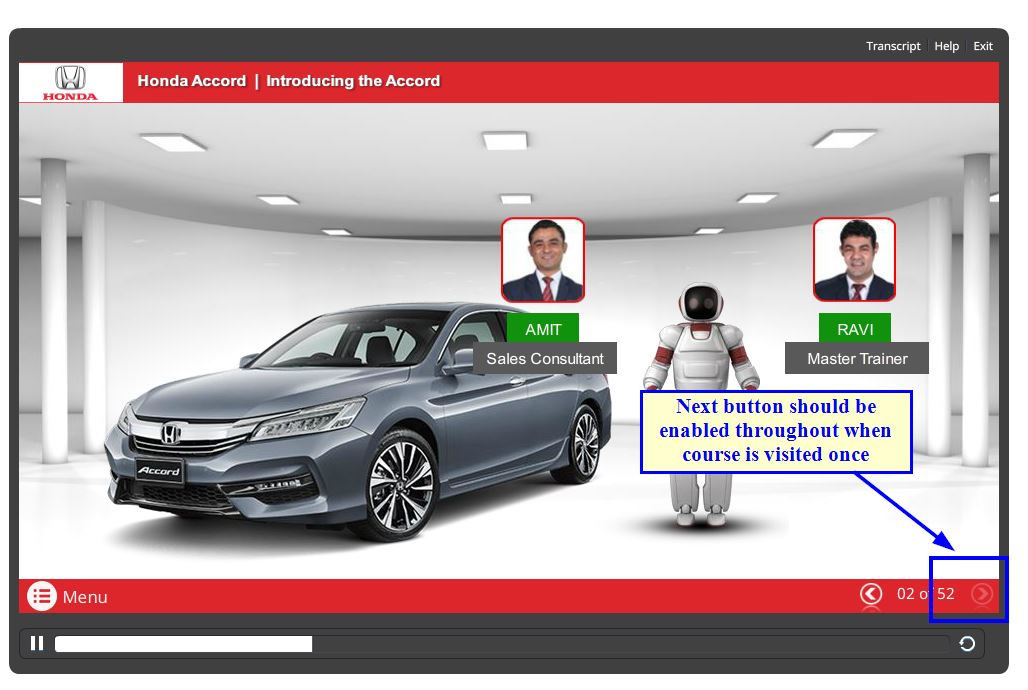 Transcript Help Exit
HONDA
Honda Accord | Introducing the Accord
AMIT
Sales Consultant
RAVI
Master Trainer
Accord
Next button should be
enabled throughout when
course is visited once
Menu
02 of 52